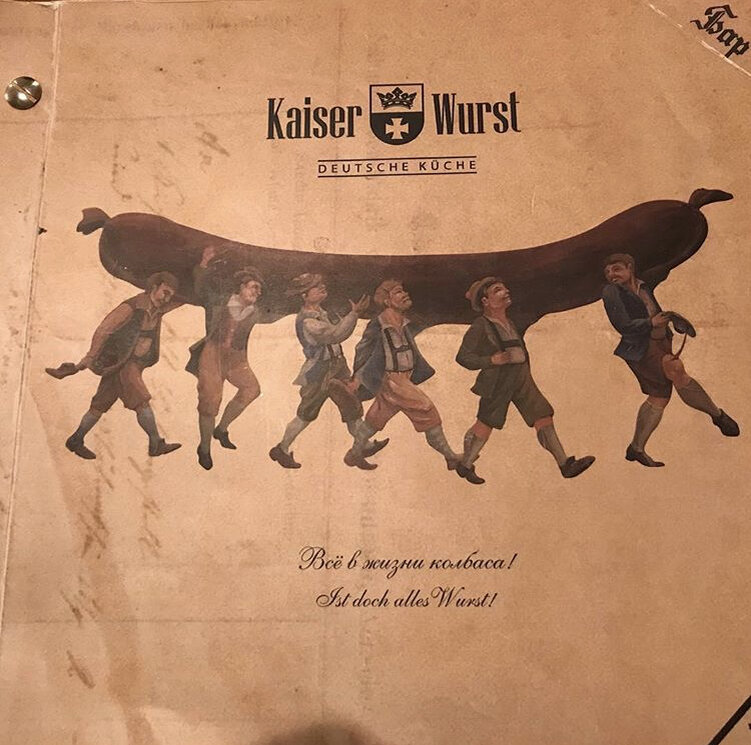 Бар
Kaiser Wurst
DEUTSCHE KÜCHE
Всё в жизни колбаса!
Ist doch alles Wurst!